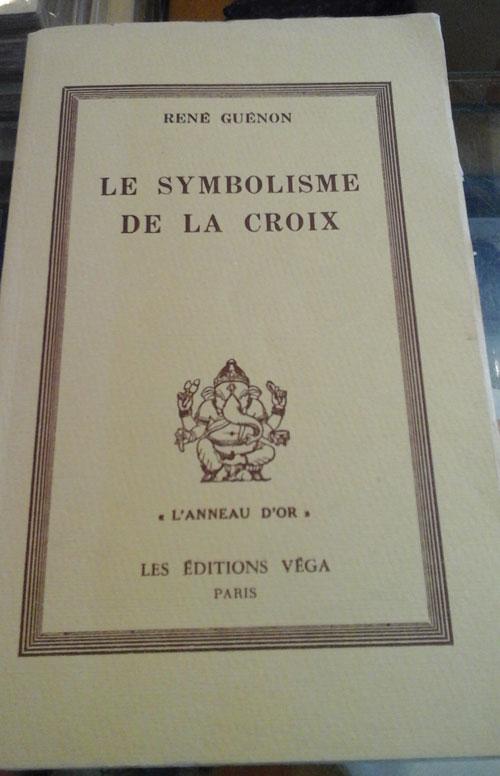 RENÉ GUÉNON
LE SYMBOLISME
DE LA CROIX
« L'ANNEAU D'OR »
LES ÉDITIONS VÉGA
PARIS